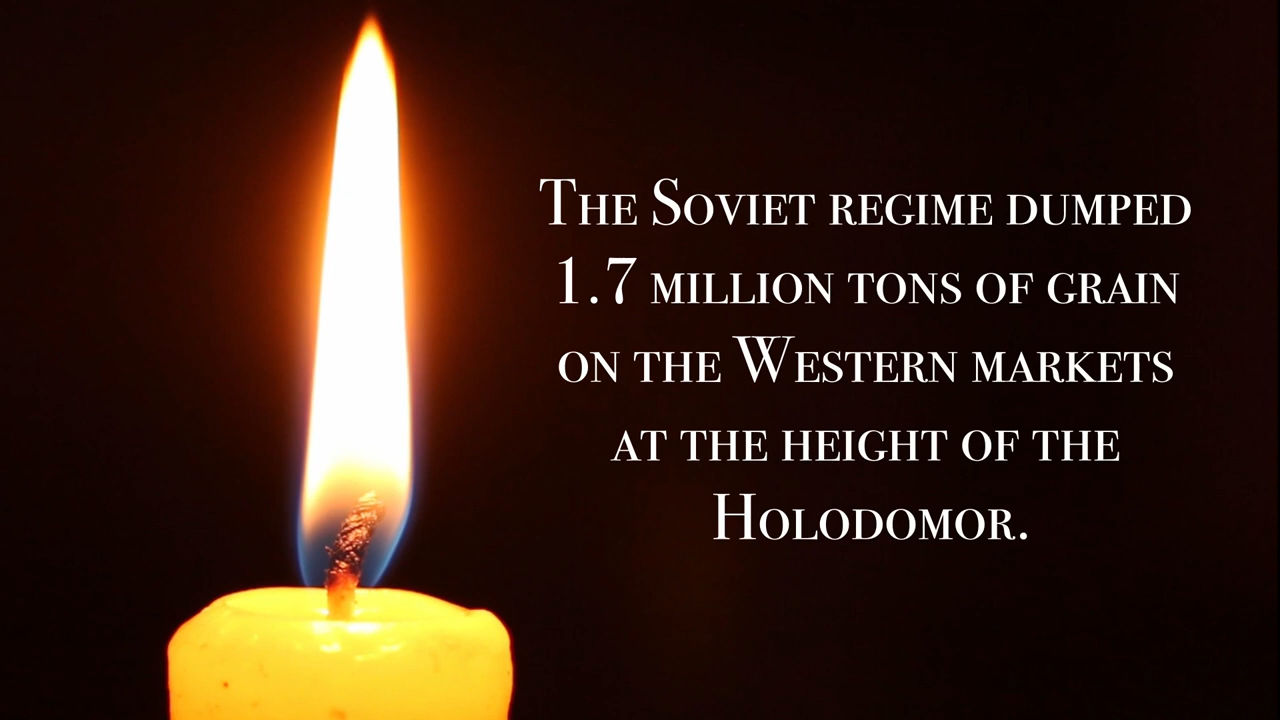 The Soviet regime dumped
1.7 million tons of grain
on the Western markets
at the height of the
Holodomor.